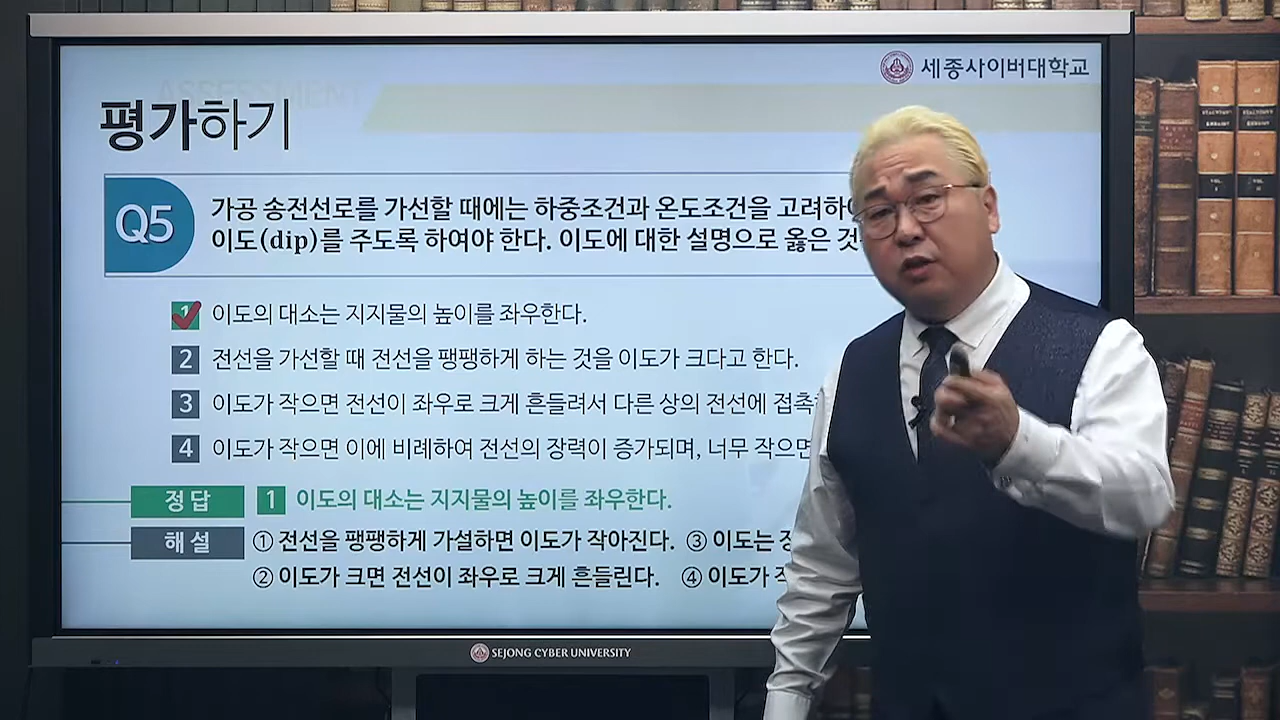 세종사이버대학교
ASSESSMENT
평가하기
Q5
가공 송전선로를 가선할 때에는 하중조건과 온도조건을
이도(dip)를 주도록 하여야 한다. 이도에 대한 설명으로 옳은
1 이도의 대소는 지지물의 높이를 좌우한다.
2 전선을 가선할 때 전선을 팽팽하게 하는 것을 이도가 크다고 한다.
3 이도가 작으면 전선이 좌우로 크게 흔들려서 다른 상의 전선에
4 이도가 작으면 이에 비례하여 전선의 장력이 증가되며, 너무 작으면
정답 1 이도의 대소는 지지물의 높이를 좌우한다.
해설 ① 전선을 팽팽하게 가설하면 이도가 작아진다. ③ 이도는
② 이도가 크면 전선이 좌우로 크게 흔들린다. ④ 이도가
SEJONG CYBER UNIVERSITY